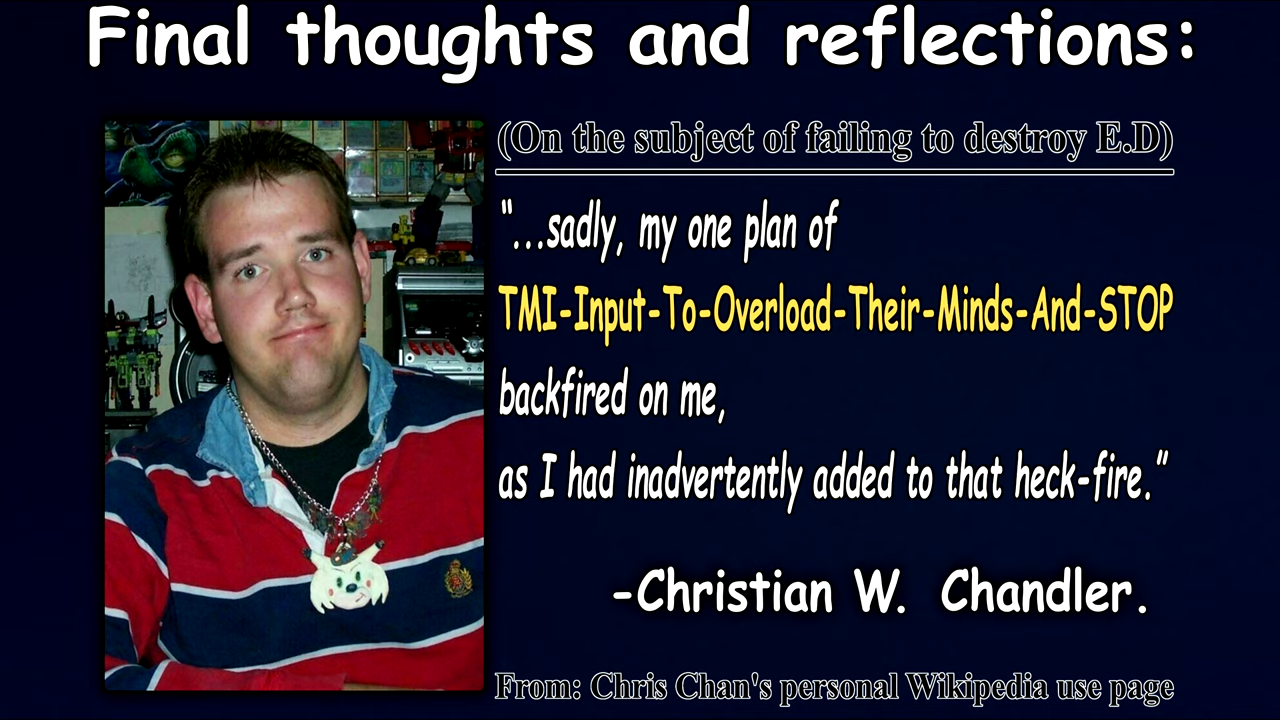 Final thoughts and reflections:
(On the subject of failing to destroy E.D)
"...sadly, my one plan of
TMI-Input-To-Overload-Their-Minds-And-STOP
backfired on me,
as I had inadvertently added to that heck-fire."
-Christian W. Chandler.
From: Chris Chan's personal Wikipedia use page